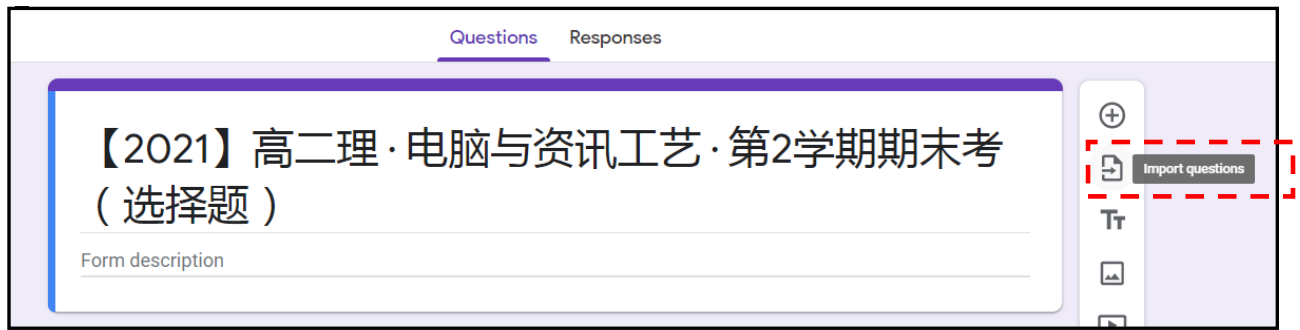 Questions Responses
【2021】高二理·电脑与资讯工艺·第2学期期末考
（选择题）
Import questions
Tт
Form description